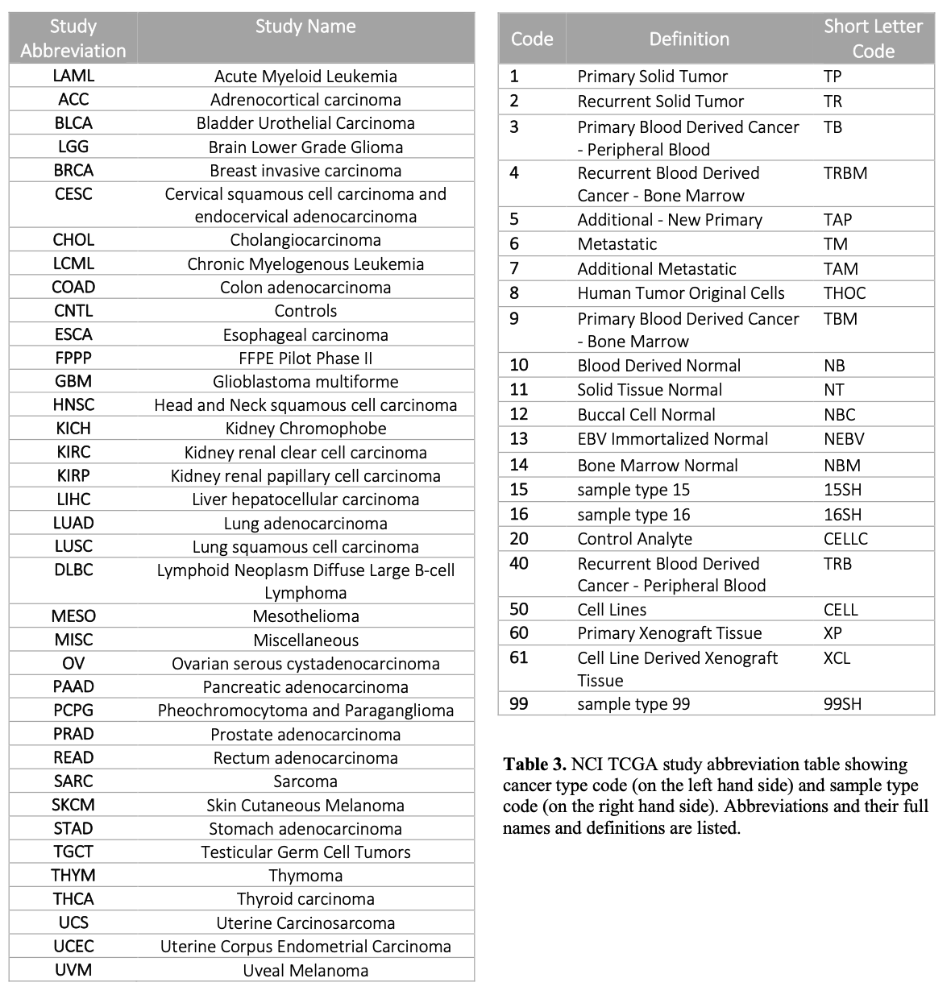 Study Abbreviation Study Name
LAML Acute Myeloid Leukemia
ACC Adrenocortical carcinoma
BLCA Bladder Urothelial Carcinoma
LGG Brain Lower Grade Glioma
BRCA Breast invasive carcinoma
CESC Cervical squamous cell carcinoma and
endocervical adenocarcinoma
CHOL Cholangiocarcinoma
LCML Chronic Myelogenous Leukemia
COAD Colon adenocarcinoma
CNTL Controls
ESCA Esophageal carcinoma
FPPP FFPE Pilot Phase II
GBM Glioblastoma multiforme
HNSC Head and Neck squamous cell carcinoma
KICH Kidney Chromophobe
KIRC Kidney renal clear cell carcinoma
KIRP Kidney renal papillary cell carcinoma
LIHC Liver hepatocellular carcinoma
LUAD Lung adenocarcinoma
LUSC Lung squamous cell carcinoma
DLBC Lymphoid Neoplasm Diffuse Large B-cell
Lymphoma
MESO Mesothelioma
MISC Miscellaneous
OV Ovarian serous cystadenocarcinoma
PAAD Pancreatic adenocarcinoma
PCPG Pheochromocytoma and Paraganglioma
PRAD Prostate adenocarcinoma
READ Rectum adenocarcinoma
SARC Sarcoma
SKCM Skin Cutaneous Melanoma
STAD Stomach adenocarcinoma
TGCT Testicular Germ Cell Tumors
THYM Thymoma
THCA Thyroid carcinoma
UCS Uterine Carcinosarcoma
UCEC Uterine Corpus Endometrial Carcinoma
UVM Uveal Melanoma
Code Definition Short Letter Code
1 Primary Solid Tumor TP
2 Recurrent Solid Tumor TR
3 Primary Blood Derived Cancer TB
- Peripheral Blood
4 Recurrent Blood Derived TRBM
Cancer - Bone Marrow
5 Additional - New Primary TAP
6 Metastatic TM
7 Additional Metastatic TAM
8 Human Tumor Original Cells THOC
9 Primary Blood Derived Cancer TBM
- Bone Marrow
10 Blood Derived Normal NB
11 Solid Tissue Normal NT
12 Buccal Cell Normal NBC
13 EBV Immortalized Normal NEBV
14 Bone Marrow Normal NBM
15 sample type 15 15SH
16 sample type 16 16SH
20 Control Analyte CELLC
40 Recurrent Blood Derived TRB
Cancer - Peripheral Blood
50 Cell Lines CELL
60 Primary Xenograft Tissue XP
61 Cell Line Derived Xenograft XCL
Tissue
99 sample type 99 99SH
Table 3. NCI TCGA study abbreviation table showing
cancer type code (on the left hand side) and sample type
code (on the right hand side). Abbreviations and their full
names and definitions are listed.